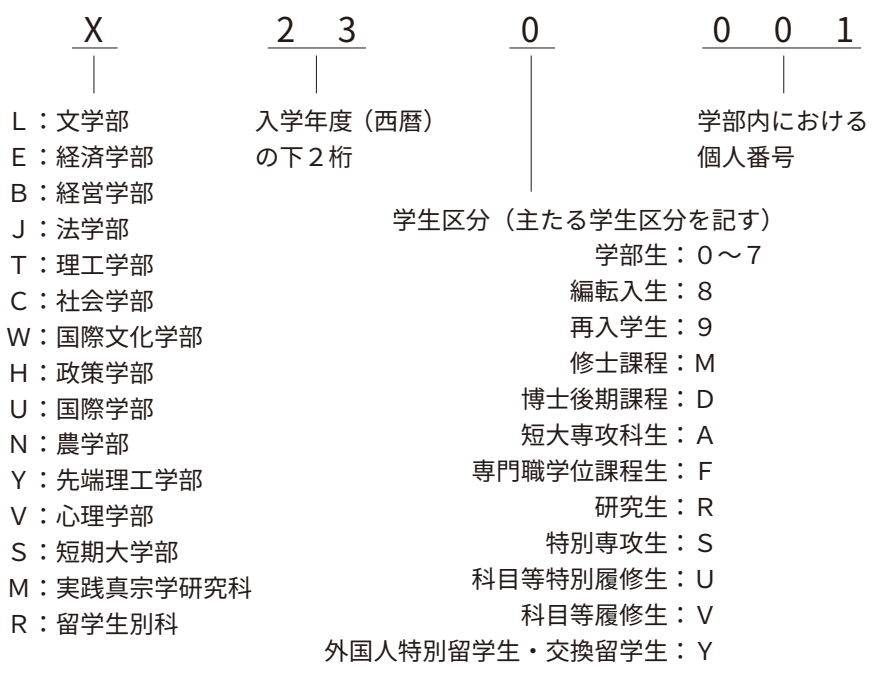 X 23 0 001
L：文学部
E：経済学部
B：経営学部
J：法学部
T：理工学部
C：社会学部
W：国際文化学部
H：政策学部
U：国際学部
N：農学部
Y：先端理工学部
V：心理学部
S：短期大学部
M：実践真宗学研究科
R：留学生別科
入学年度（西暦）
の下２桁
学生区分（主たる学生区分を記す）
学部生：０～７
編転入生：８
再入学生：９
修士課程：M
博士後期課程：D
短大専攻科生：A
専門職学位課程生：F
研究生：R
特別専攻生：S
科目等特別履修生：U
科目等履修生：V
外国人特別留学生・交換留学生：Y
学部内における
個人番号